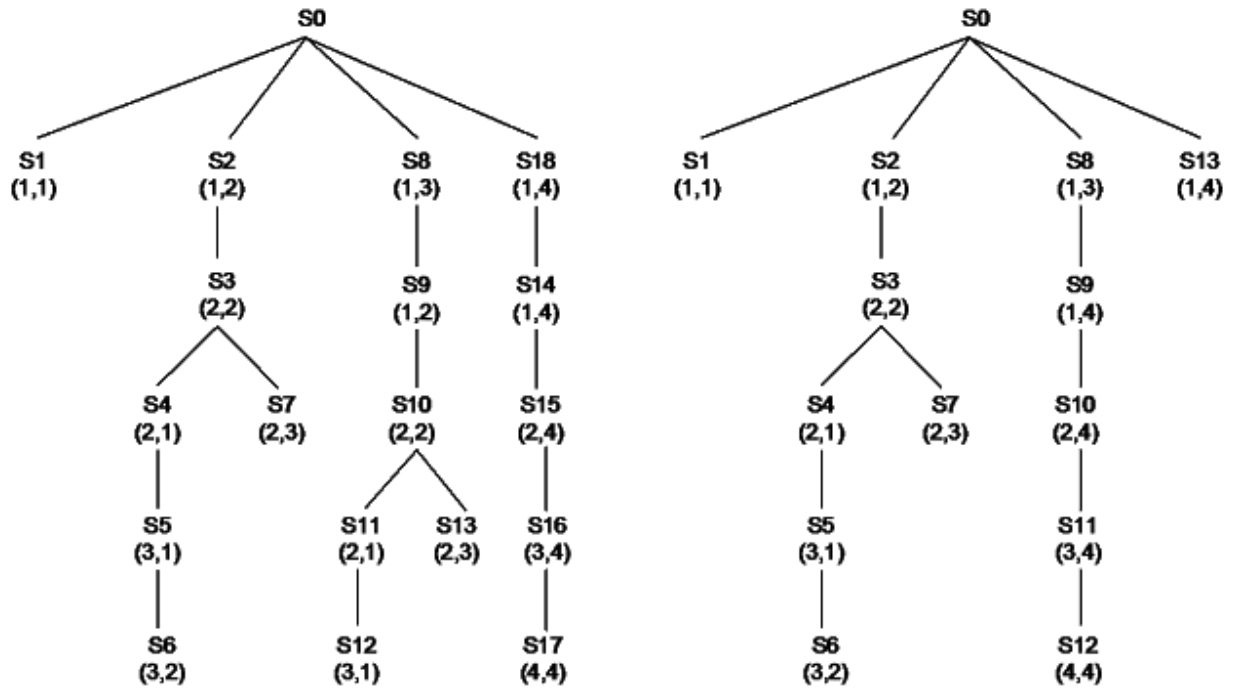 S0 S0
S1 S2 S8 S18 S1 S2 S8 S13
(1,1) (1,2) (1,3) (1,4) (1,1) (1,2) (1,3) (1,4)
S3 S9 S14 S3 S9
(2,2) (1,2) (1,4) (2,2) (1,4)
S4 S7 S10 S15 S4 S7 S10
(2,1) (2,3) (2,2) (2,4) (2,1) (2,3) (2,4)
S5 S11 S13 S16 S5 S11
(3,1) (2,1) (2,3) (3,4) (3,1) (3,4)
S6 S12 S17 S6 S12
(3,2) (3,1) (4,4) (3,2) (4,4)